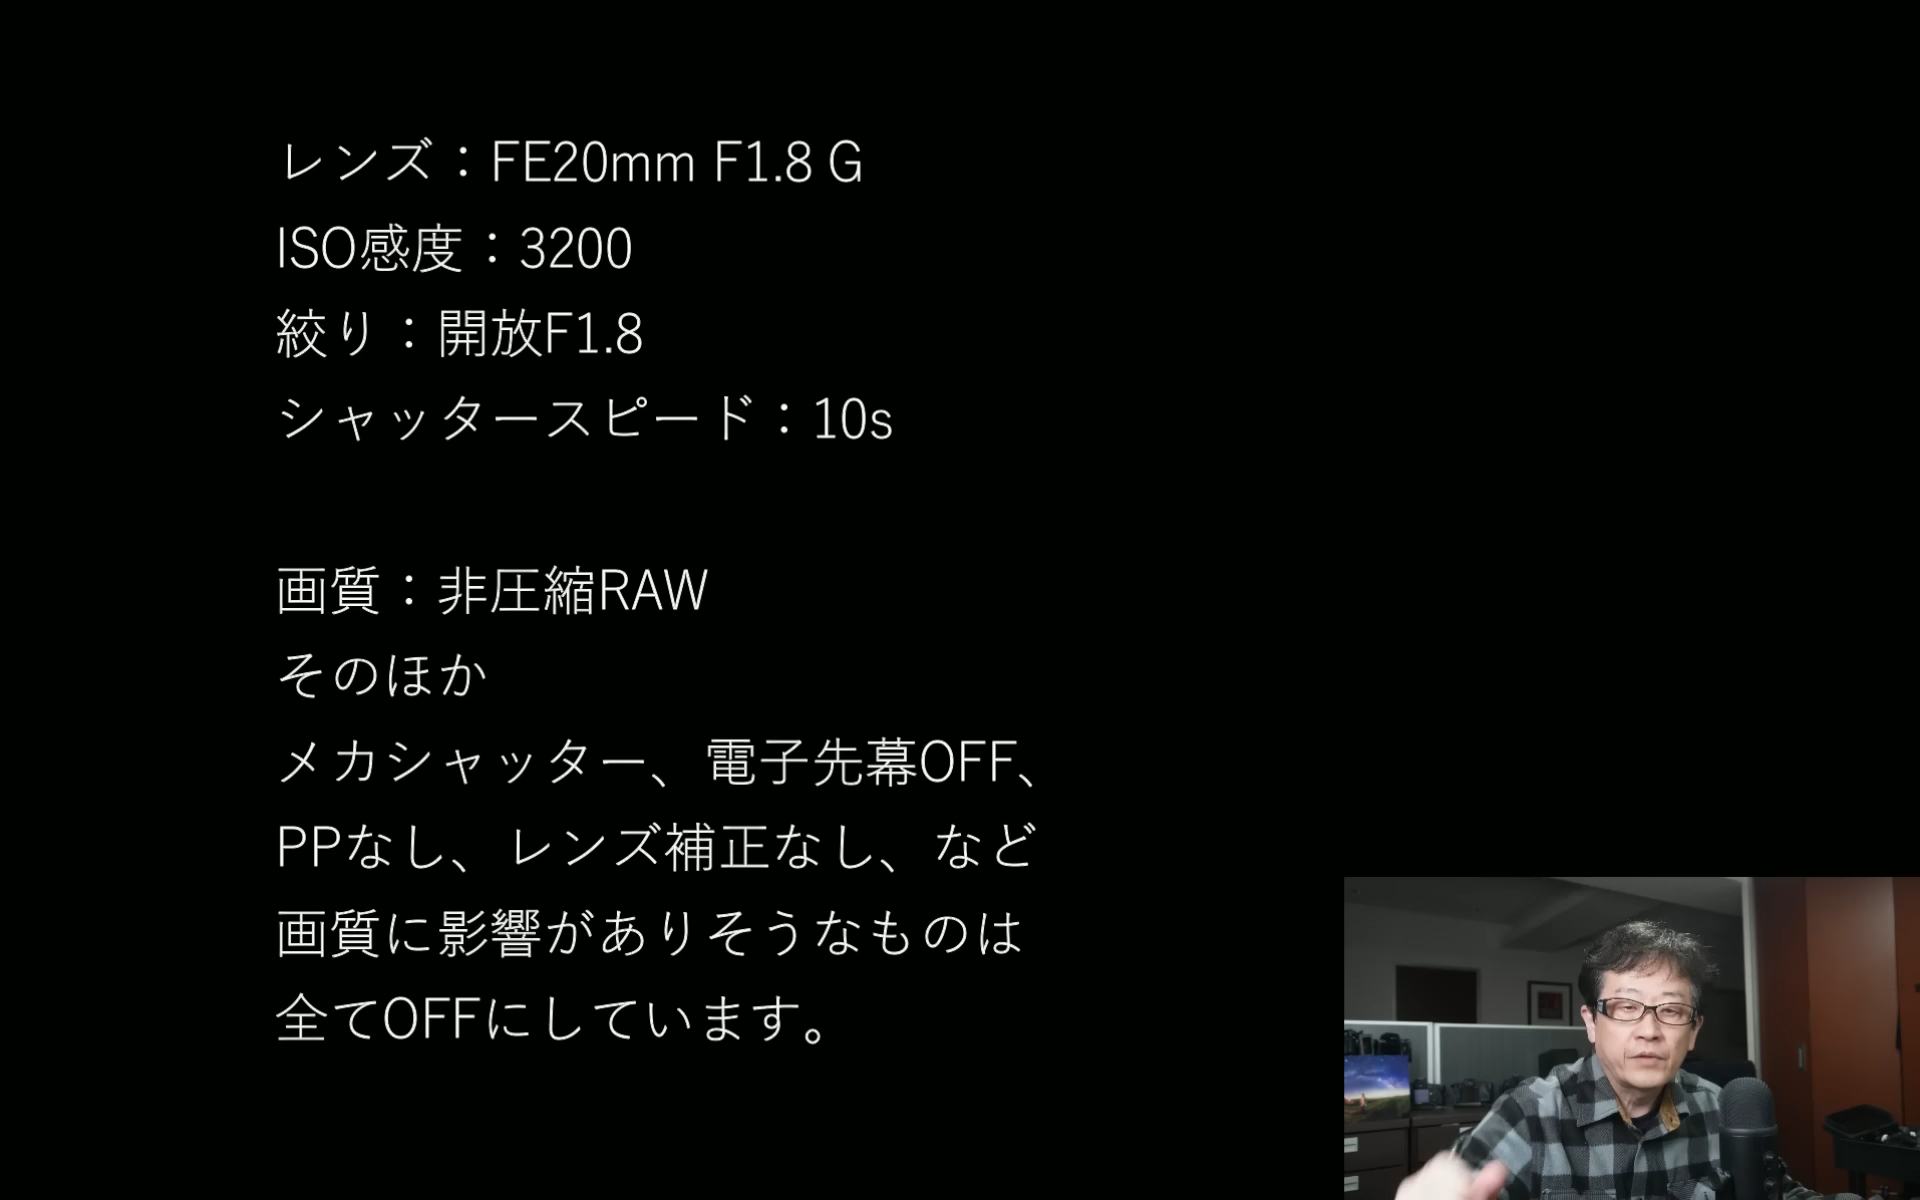 レンズ：FE20mm F1.8 G
ISO感度：3200
絞り：開放F1.8
シャッタースピード：10s
画質：非圧縮RAW
そのほか
メカシャッター、電子先幕OFF、
PPなし、レンズ補正なし、など
画質に影響がありそうなものは
全てOFFにしています。